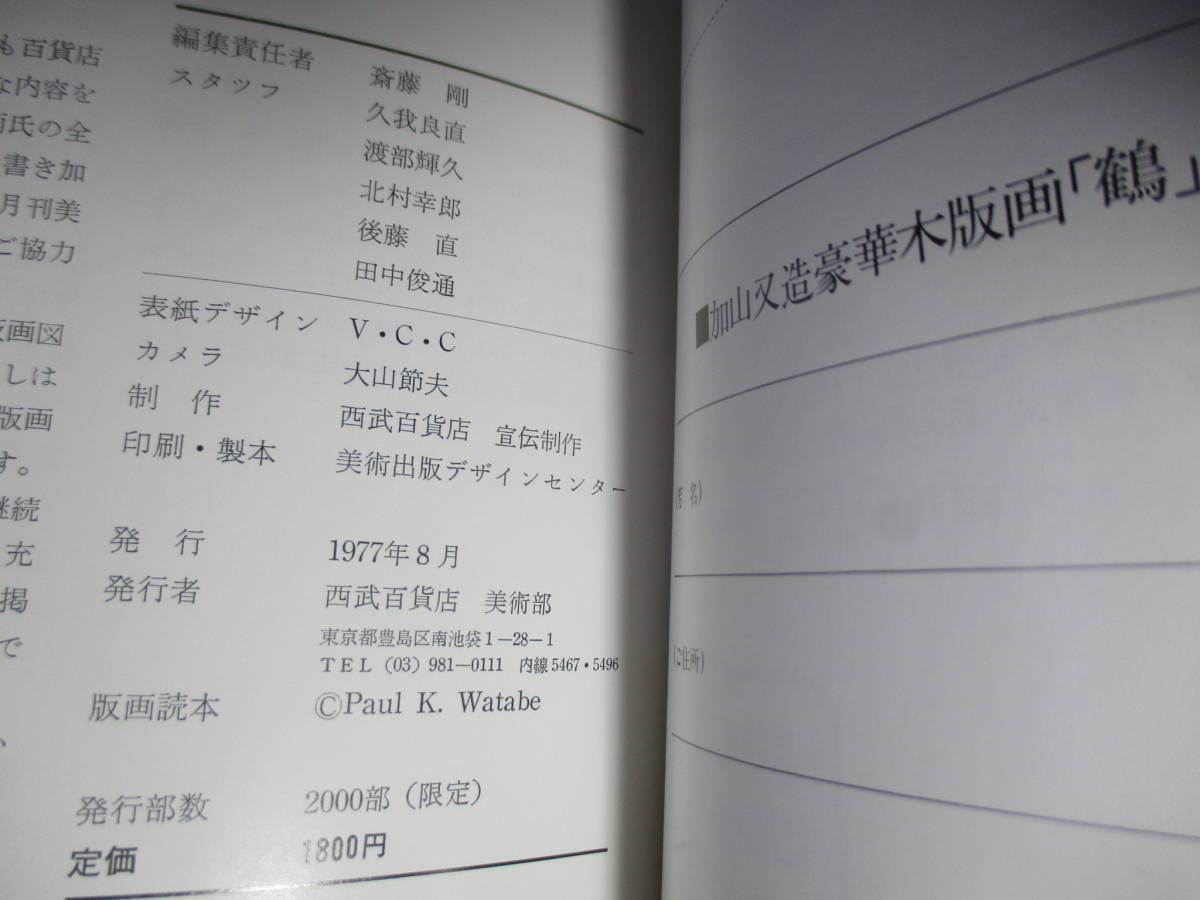 も百貨店
な内容を
両氏の全
書き加
月刊美
ご協力
版画図
しは
版画
す。
継続
充
掲
で
編集責任者 斎藤 剛
スタッフ 久我良直
渡部輝久
北村幸郎
後藤 直
田中俊通
表紙デザイン V・C・C
カメラ 大山節夫
制 作 西武百貨店 宣伝制作
印刷・製本 美術出版デザインセンター
発 行 1977年8月
発行者 西武百貨店 美術部
東京都豊島区南池袋1―28―1
TEL (03) 981―0111 内線5467・5496
版画読本 ©Paul K. Watabe
発行部数 2000部(限定)
定価 1800円
■加山又造豪華木版画「鶴」
(芳 名)
(ご住所)